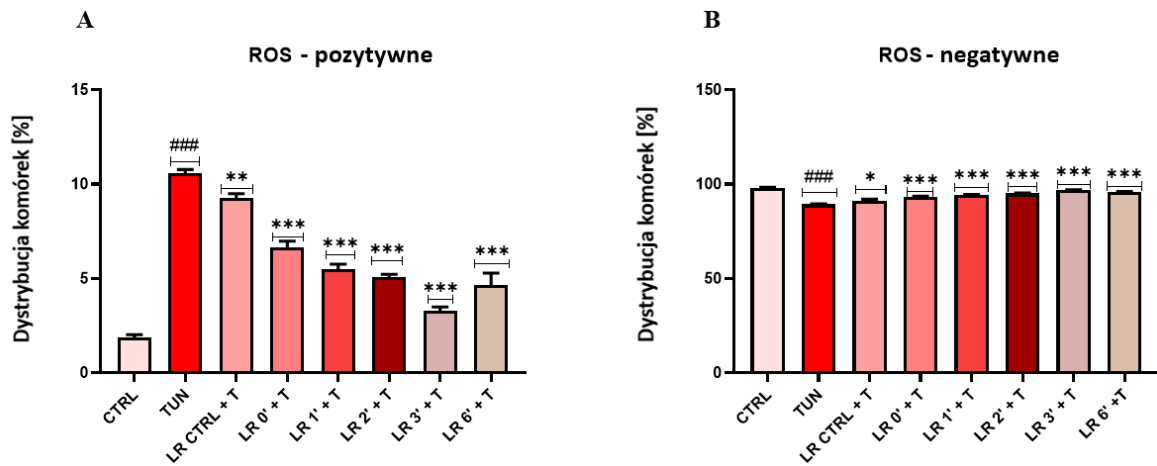 A
ROS - pozytywne
Dystrybucja komórek [%]
15
10
5
0
###
**
***
***
***
***
***
CTRL
TUN
LR CTRL + T
LR 0' + T
LR 1' + T
LR 2' + T
LR 3' + T
LR 6' + T
B
ROS - negatywne
Dystrybucja komórek [%]
150
100
50
0
###
*
***
***
***
***
***
CTRL
TUN
LR CTRL + T
LR 0' + T
LR 1' + T
LR 2' + T
LR 3' + T
LR 6' +T